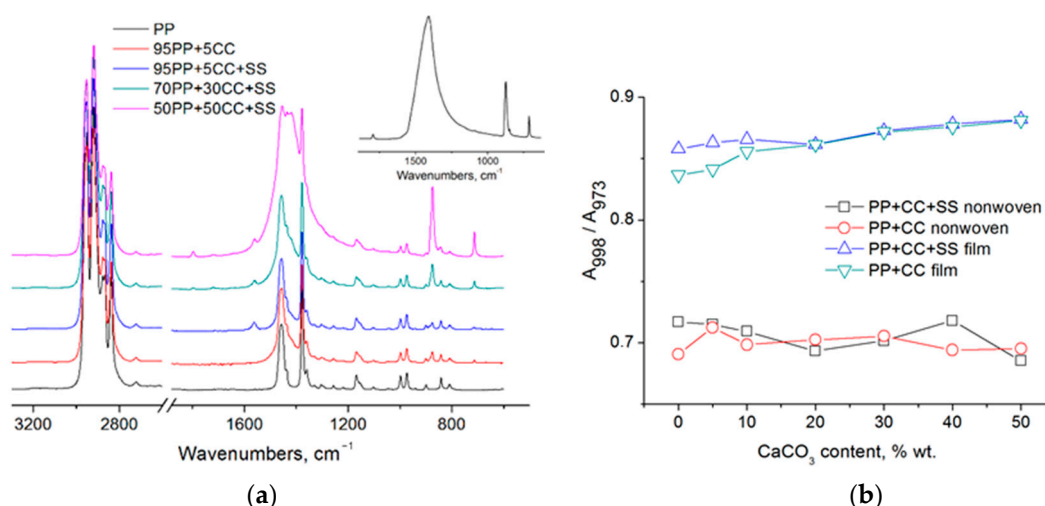 PP
95PP+5CC
95PP+5CC+SS
70PP+30CC+SS
50PP+50CC+SS
1500 1000
Wavenumbers, cm⁻¹
3200 2800 1600 1200 800
Wavenumbers, cm⁻¹
(a)
A₉₉₈ / A₉₇₃
0.9
0.8
0.7
PP+CC+SS nonwoven
PP+CC nonwoven
PP+CC+SS film
PP+CC film
0 10 20 30 40 50
CaCO₃ content, % wt.
(b)